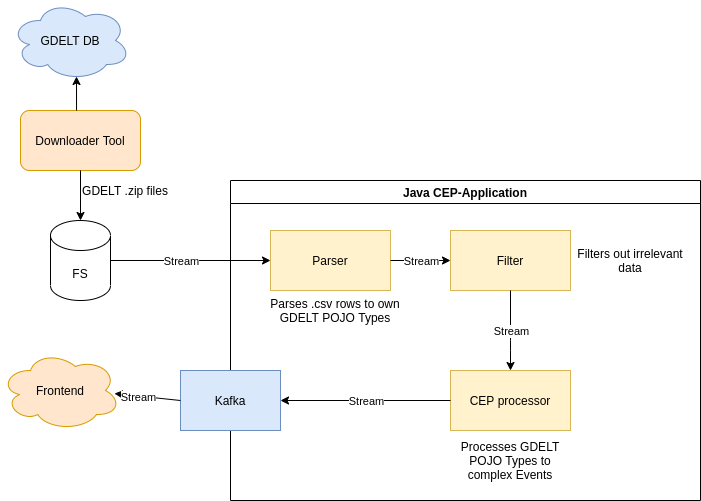 GDELT DB
Downloader Tool
GDELT .zip files
Java CEP-Application
FS
Stream
Parser
Stream
Filter
Filters out irrelevant
data
Parses .csv rows to own
GDELT POJO Types
Stream
Frontend
Stream
Kafka
Stream
CEP processor
Processes GDELT
POJO Types to
complex Events